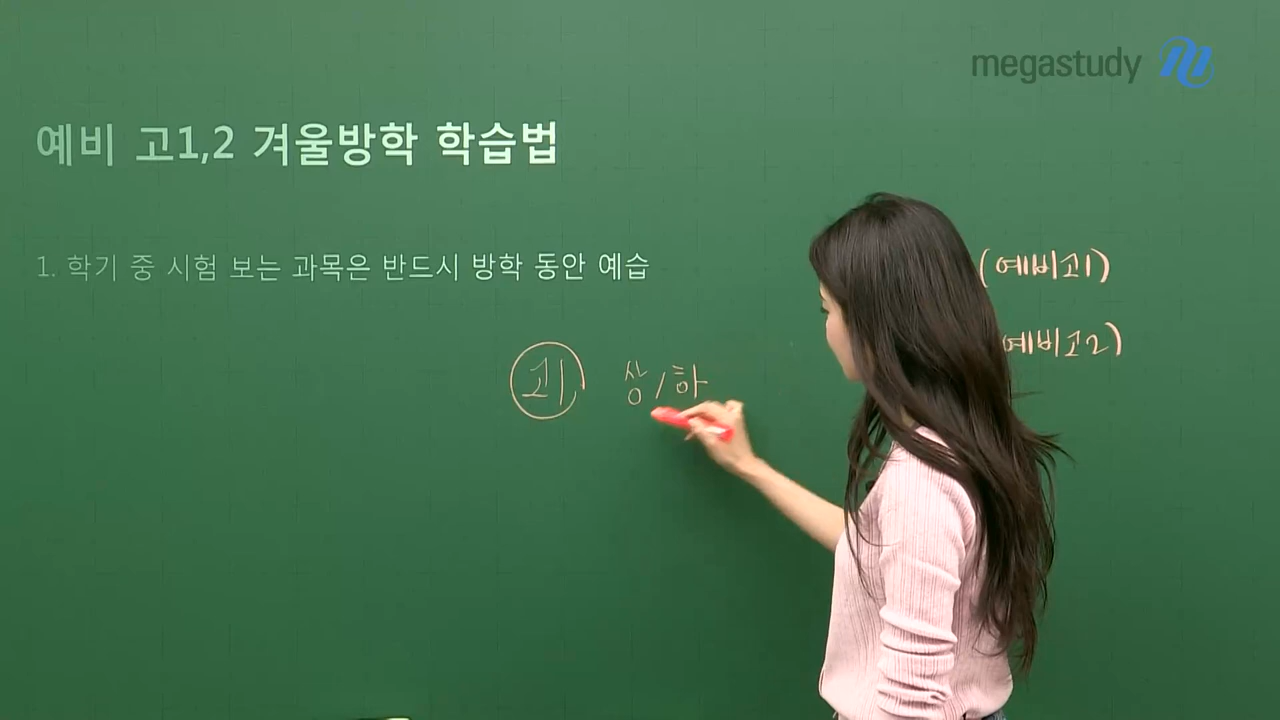 megastudy
예비 고1,2 겨울방학 학습법
1. 학기 중 시험 보는 과목은 반드시 방학 동안 예습
(예비고1)
예비고2)
고1 상/하